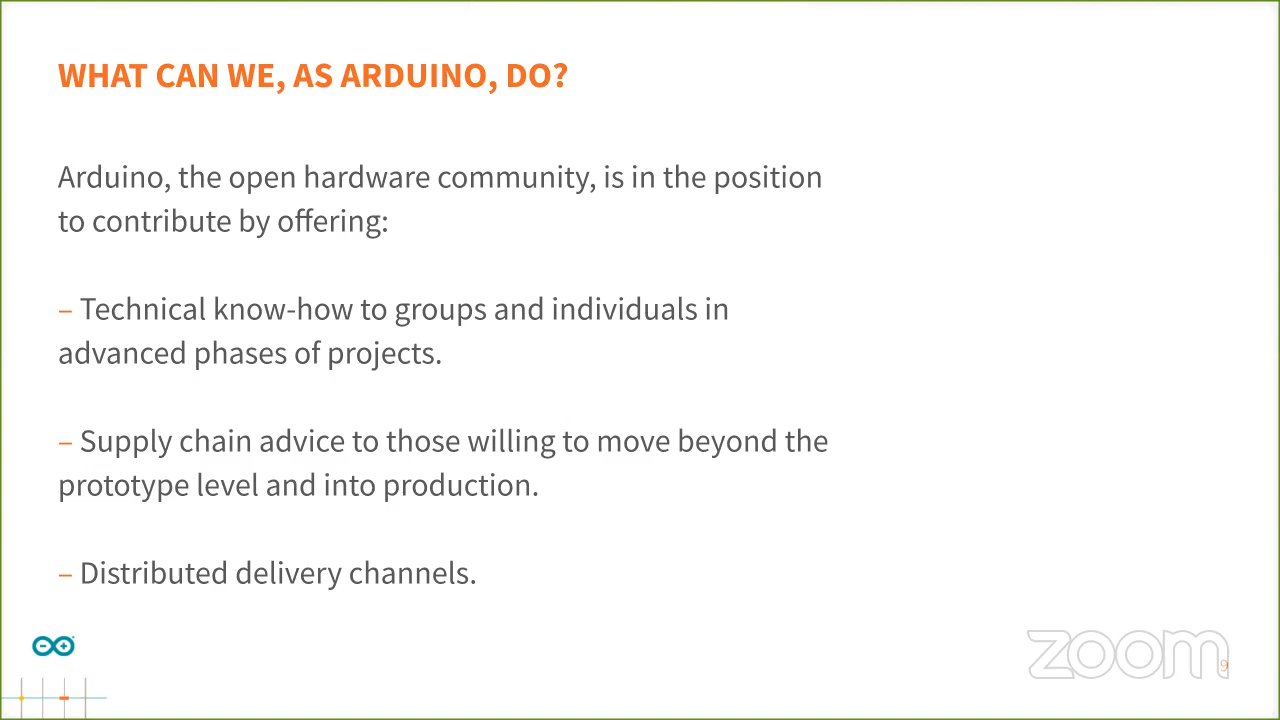 WHAT CAN WE, AS ARDUINO, DO?
Arduino, the open hardware community, is in the position
to contribute by offering:
– Technical know-how to groups and individuals in
advanced phases of projects.
– Supply chain advice to those willing to move beyond the
prototype level and into production.
– Distributed delivery channels.
zoom
9